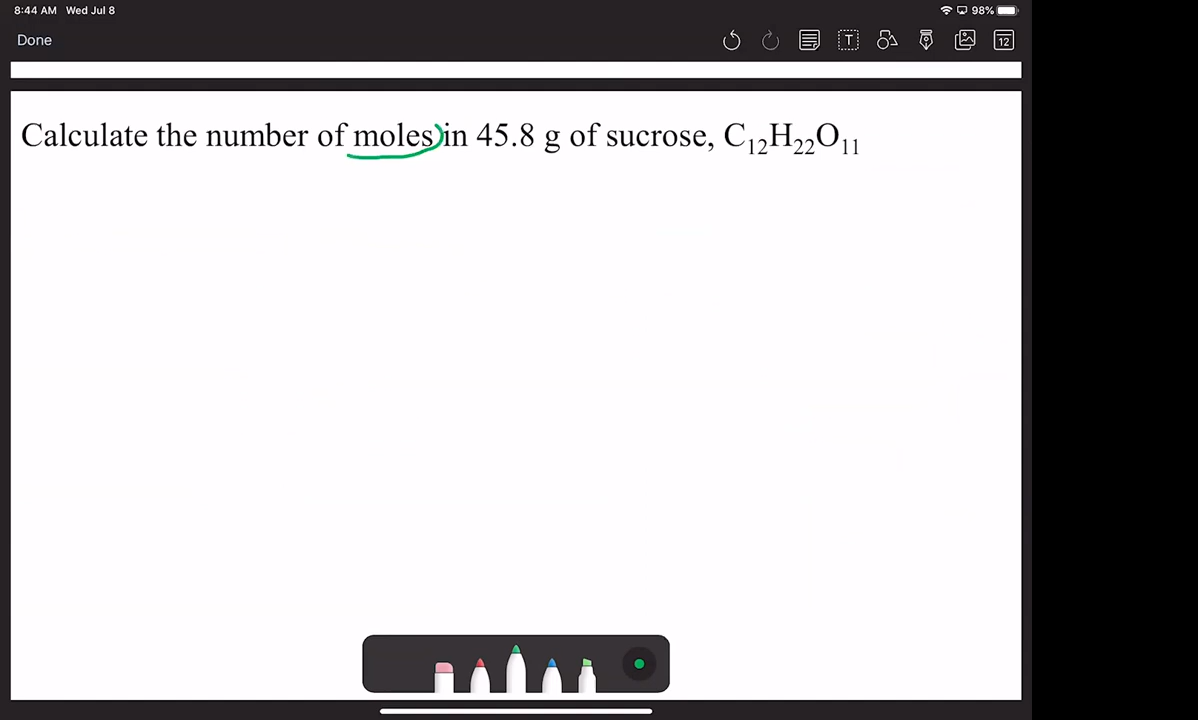 8:44 AM Wed Jul 8
98%
Done
T
12
Calculate the number of moles in 45.8 g of sucrose, C₁₂H₂₂O₁₁